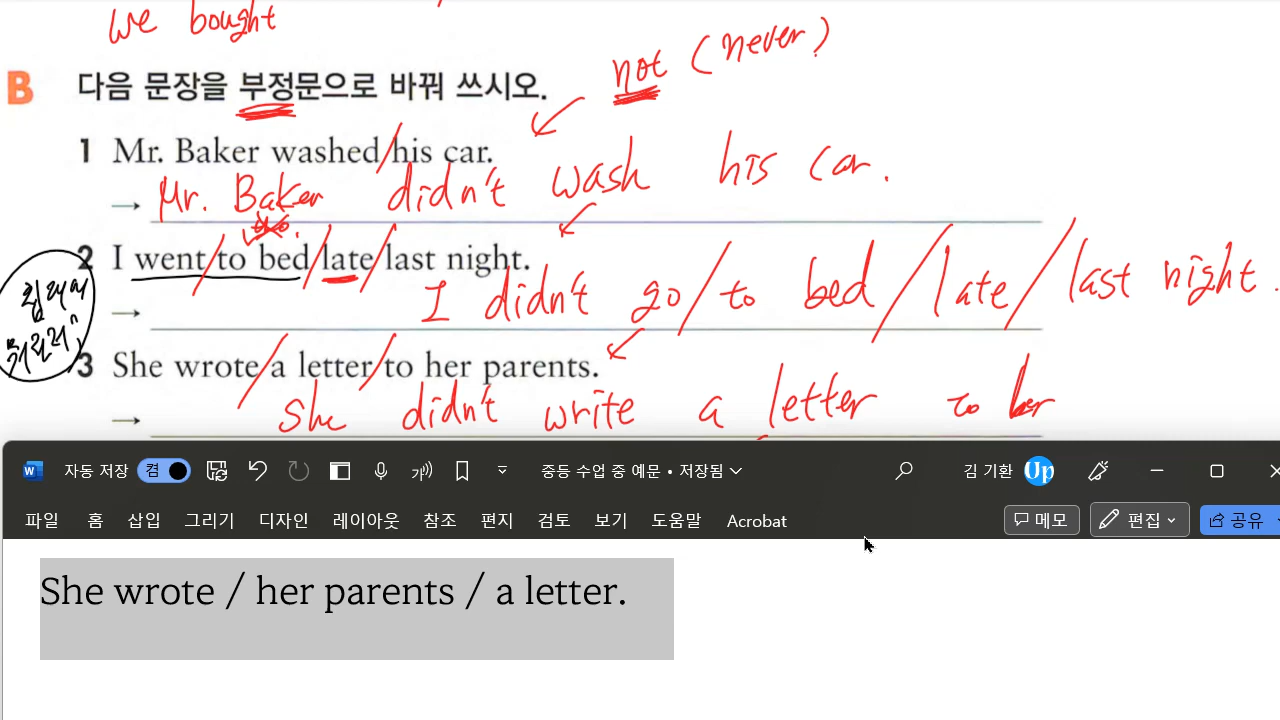 we bought
not (never)
B 다음 문장을 부정문으로 바꿔 쓰시오.
1 Mr. Baker washed/his car.
→ Mr. Baker didn't wash his car.
2 I went/to bed/late/last night.
→ I didn't go/to bed/late/last night.
3 She wrote/a letter/to her parents.
→ She didn't write a letter to her
자동 저장 켬 중등 수업 중 예문 • 저장됨 김 기환 Up
파일 홈 삽입 그리기 디자인 레이아웃 참조 편지 검토 보기 도움말 Acrobat 메모 편집 공유
She wrote / her parents / a letter.